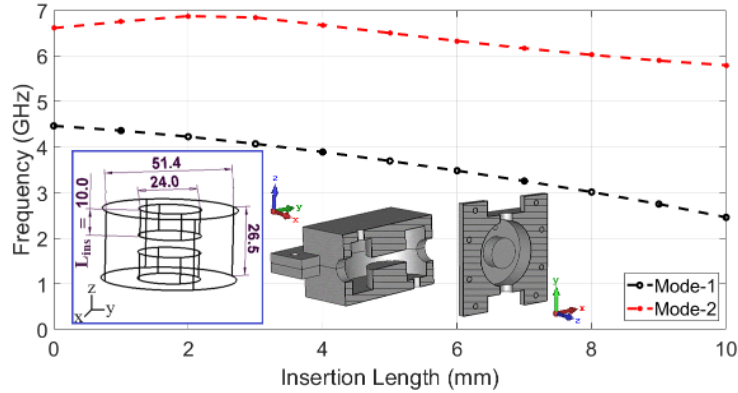 7
6
5
4
3
2
1
0
Frequency (GHz)
51.4
24.0
L_ins = 10.0
26.5
z
y
x
z
y
x
y
x
z
Mode-1
Mode-2
0 2 4 6 8 10
Insertion Length (mm)